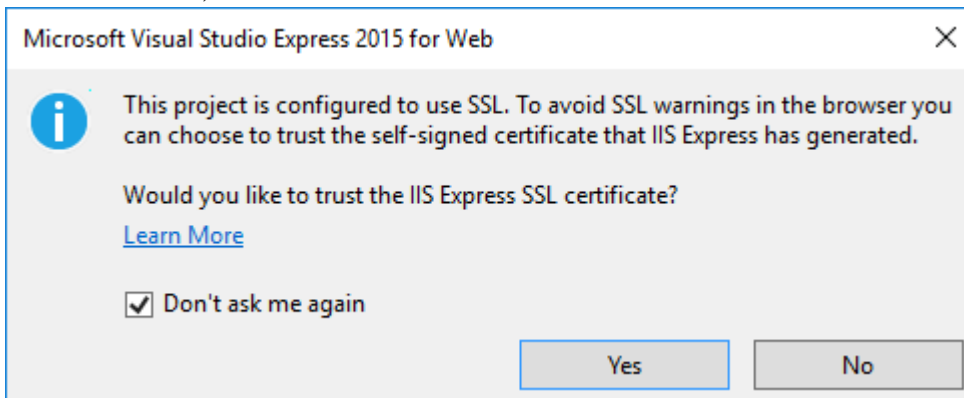 Microsoft Visual Studio Express 2015 for Web
This project is configured to use SSL. To avoid SSL warnings in the browser you
can choose to trust the self-signed certificate that IIS Express has generated.
Would you like to trust the IIS Express SSL certificate?
Learn More
Don't ask me again
Yes No